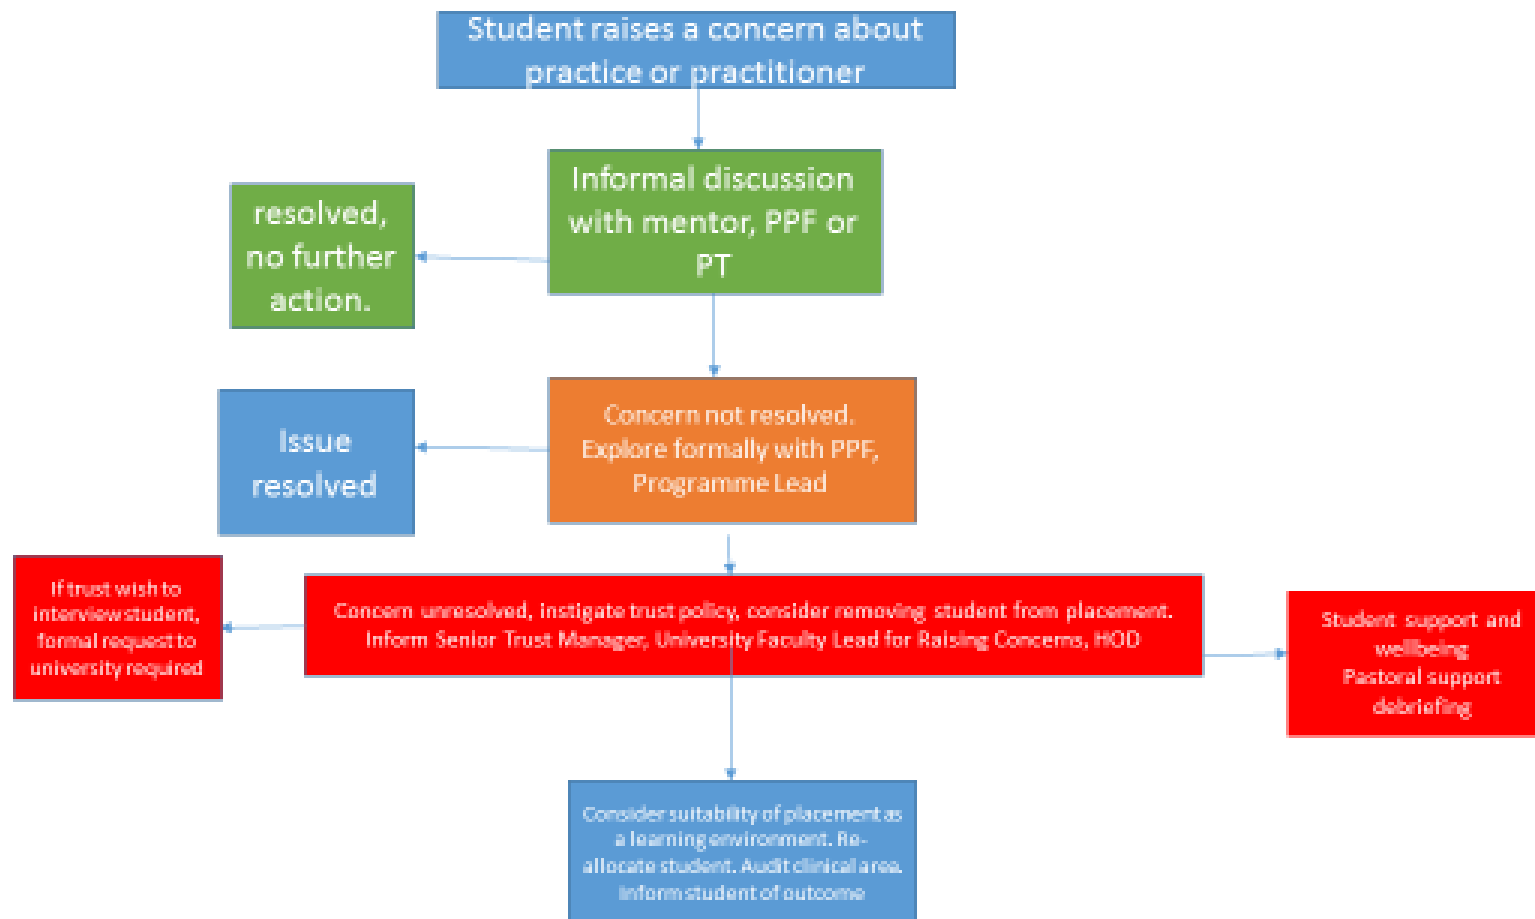 Student raises a concern about
practice or practitioner
Informal discussion
with mentor, PPF or
PT
resolved,
no further
action.
Concern not resolved.
Explore formally with PPF,
Programme Lead
Issue
resolved
If trust wish to
interview student,
formal request to
university required
Concern unresolved, instigate trust policy, consider removing student from placement.
Inform Senior Trust Manager, University Faculty Lead for Raising Concerns, HOD
Student support and
wellbeing
Pastoral support
debriefing
Consider suitability of placement as
a learning environment. Re-
allocate student. Audit clinical area.
Inform student of outcome